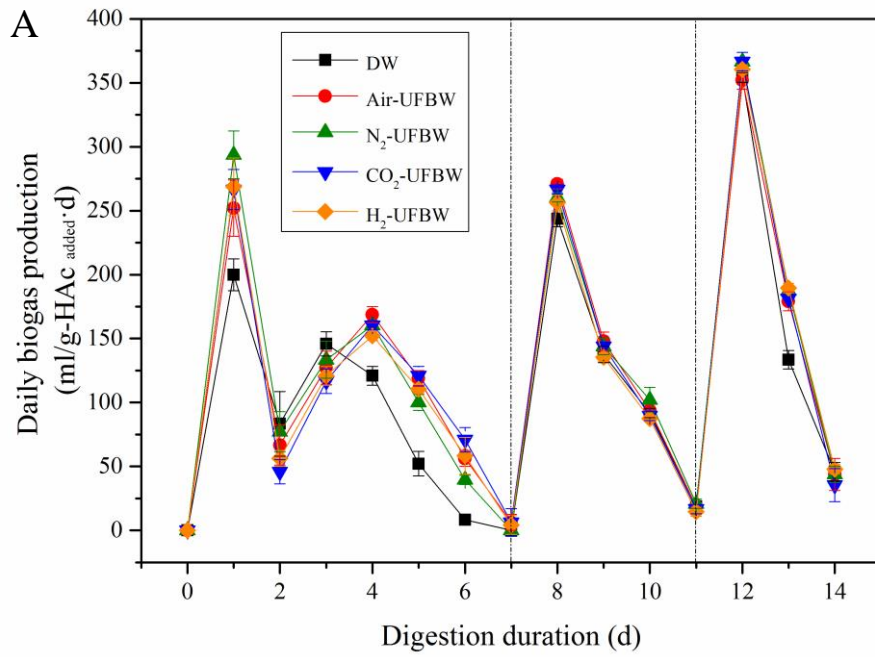 A
400
350
300
250
200
150
100
50
0
Daily biogas production
(ml/g-HAc added·d)
DW
Air-UFBW
N2-UFBW
CO2-UFBW
H2-UFBW
0 2 4 6 8 10 12 14
Digestion duration (d)